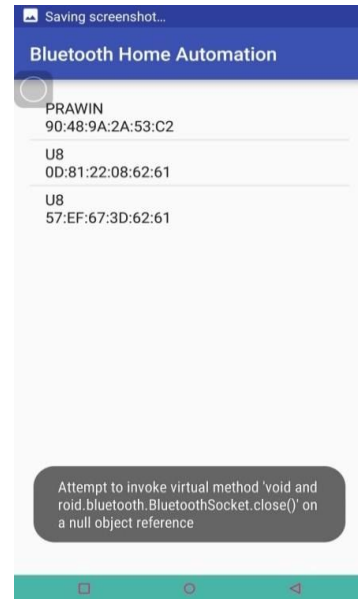 Saving screenshot…
Bluetooth Home Automation
PRAWIN
90:48:9A:2A:53:C2
U8
0D:81:22:08:62:61
U8
57:EF:67:3D:62:61
Attempt to invoke virtual method 'void and
roid.bluetooth.BluetoothSocket.close()' on
a null object reference